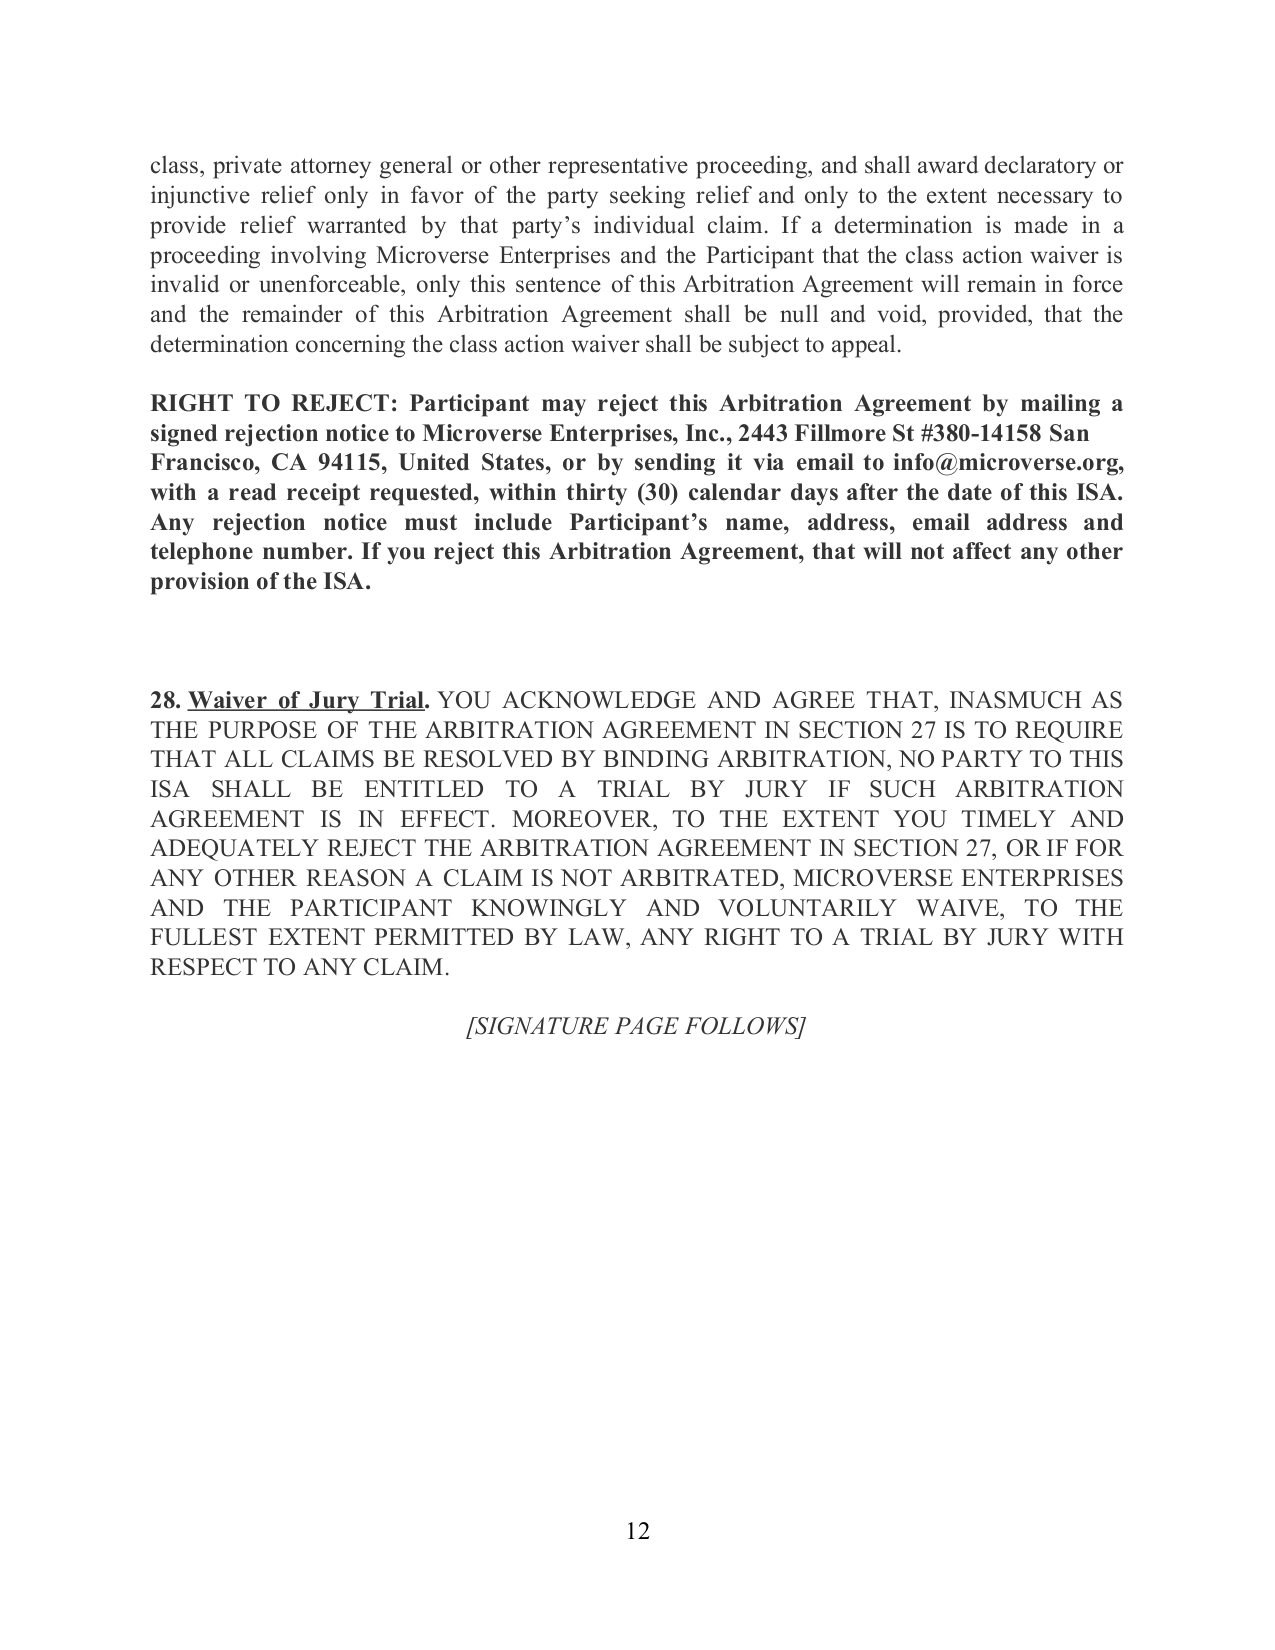 class, private attorney general or other representative proceeding, and shall award declaratory or
injunctive relief only in favor of the party seeking relief and only to the extent necessary to
provide relief warranted by that party’s individual claim. If a determination is made in a
proceeding involving Microverse Enterprises and the Participant that the class action waiver is
invalid or unenforceable, only this sentence of this Arbitration Agreement will remain in force
and the remainder of this Arbitration Agreement shall be null and void, provided, that the
determination concerning the class action waiver shall be subject to appeal.
RIGHT TO REJECT: Participant may reject this Arbitration Agreement by mailing a
signed rejection notice to Microverse Enterprises, Inc., 2443 Fillmore St #380-14158 San
Francisco, CA 94115, United States, or by sending it via email to info@microverse.org,
with a read receipt requested, within thirty (30) calendar days after the date of this ISA.
Any rejection notice must include Participant’s name, address, email address and
telephone number. If you reject this Arbitration Agreement, that will not affect any other
provision of the ISA.
28. Waiver of Jury Trial. YOU ACKNOWLEDGE AND AGREE THAT, INASMUCH AS
THE PURPOSE OF THE ARBITRATION AGREEMENT IN SECTION 27 IS TO REQUIRE
THAT ALL CLAIMS BE RESOLVED BY BINDING ARBITRATION, NO PARTY TO THIS
ISA SHALL BE ENTITLED TO A TRIAL BY JURY IF SUCH ARBITRATION
AGREEMENT IS IN EFFECT. MOREOVER, TO THE EXTENT YOU TIMELY AND
ADEQUATELY REJECT THE ARBITRATION AGREEMENT IN SECTION 27, OR IF FOR
ANY OTHER REASON A CLAIM IS NOT ARBITRATED, MICROVERSE ENTERPRISES
AND THE PARTICIPANT KNOWINGLY AND VOLUNTARILY WAIVE, TO THE
FULLEST EXTENT PERMITTED BY LAW, ANY RIGHT TO A TRIAL BY JURY WITH
RESPECT TO ANY CLAIM.
[SIGNATURE PAGE FOLLOWS]
12